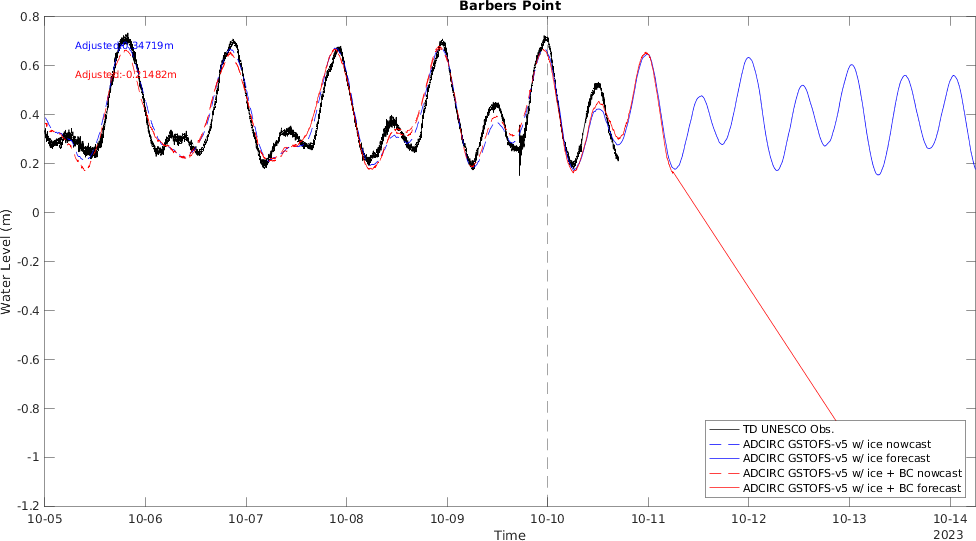 Barbers Point
0.8
0.6
0.4
0.2
0
-0.2
-0.4
-0.6
-0.8
-1
-1.2
Water Level (m)
Adjusted:0.34719m
Adjusted:-0.21482m
TD UNESCO Obs.
ADCIRC GSTOFS-v5 w/ ice nowcast
ADCIRC GSTOFS-v5 w/ ice forecast
ADCIRC GSTOFS-v5 w/ ice + BC nowcast
ADCIRC GSTOFS-v5 w/ ice + BC forecast
10-05 10-06 10-07 10-08 10-09 10-10 10-11 10-12 10-13 10-14
2023
Time